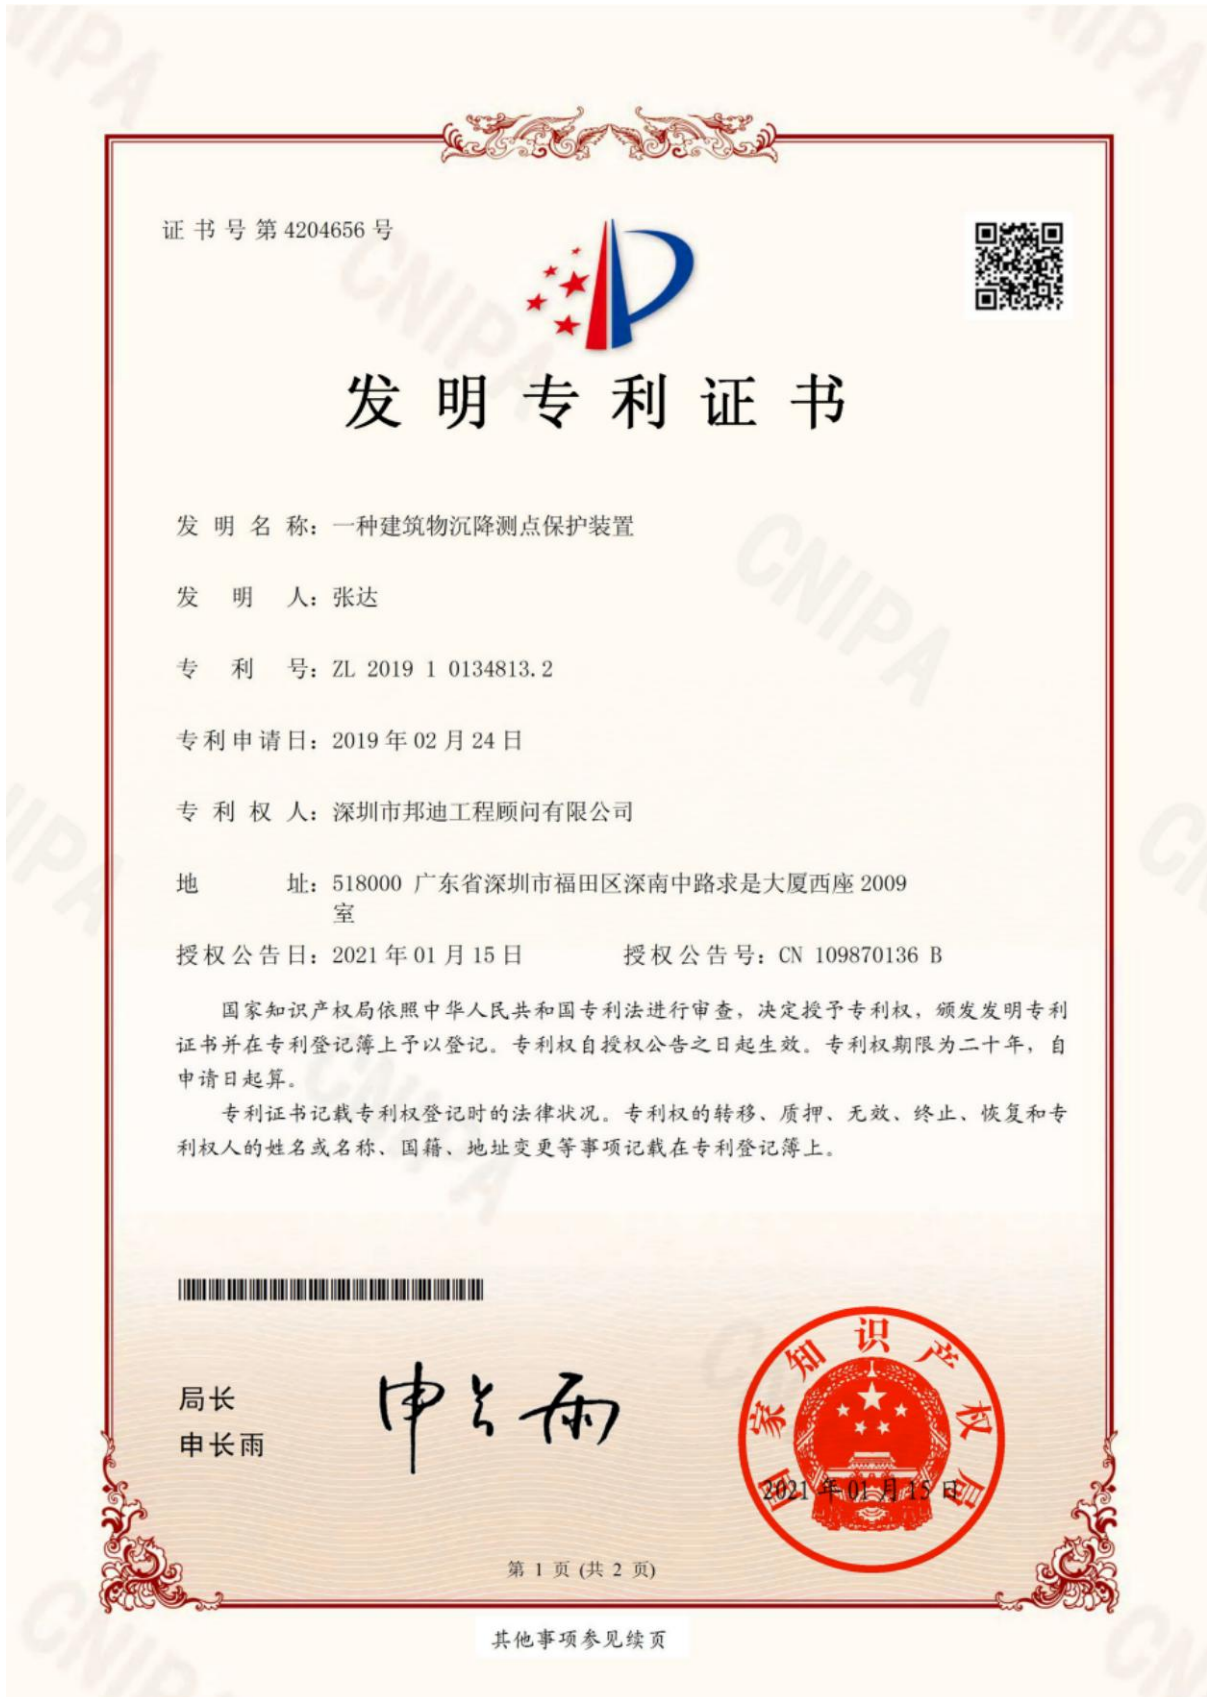 证书号第4204656号
发明专利证书
发明名称：一种建筑物沉降测点保护装置
发明人：张达
专利号：ZL 2019 1 0134813.2
专利申请日：2019年02月24日
专利权人：深圳市邦迪工程顾问有限公司
地址：518000 广东省深圳市福田区深南中路求是大厦西座2009
室
授权公告日：2021年01月15日 授权公告号：CN 109870136 B
国家知识产权局依照中华人民共和国专利法进行审查，决定授予专利权，颁发发明专利
证书并在专利登记簿上予以登记。专利权自授权公告之日起生效。专利权期限为二十年，自
申请日起算。
专利证书记载专利权登记时的法律状况。专利权的转移、质押、无效、终止、恢复和专
利权人的姓名或名称、国籍、地址变更等事项记载在专利登记簿上。
局长
申长雨
申长雨
国家知识产权局
2021年01月15日
第 1 页 (共 2 页)
其他事项参见续页
CNIPA
CNIPA
CNIPA
CNIPA
CNIPA